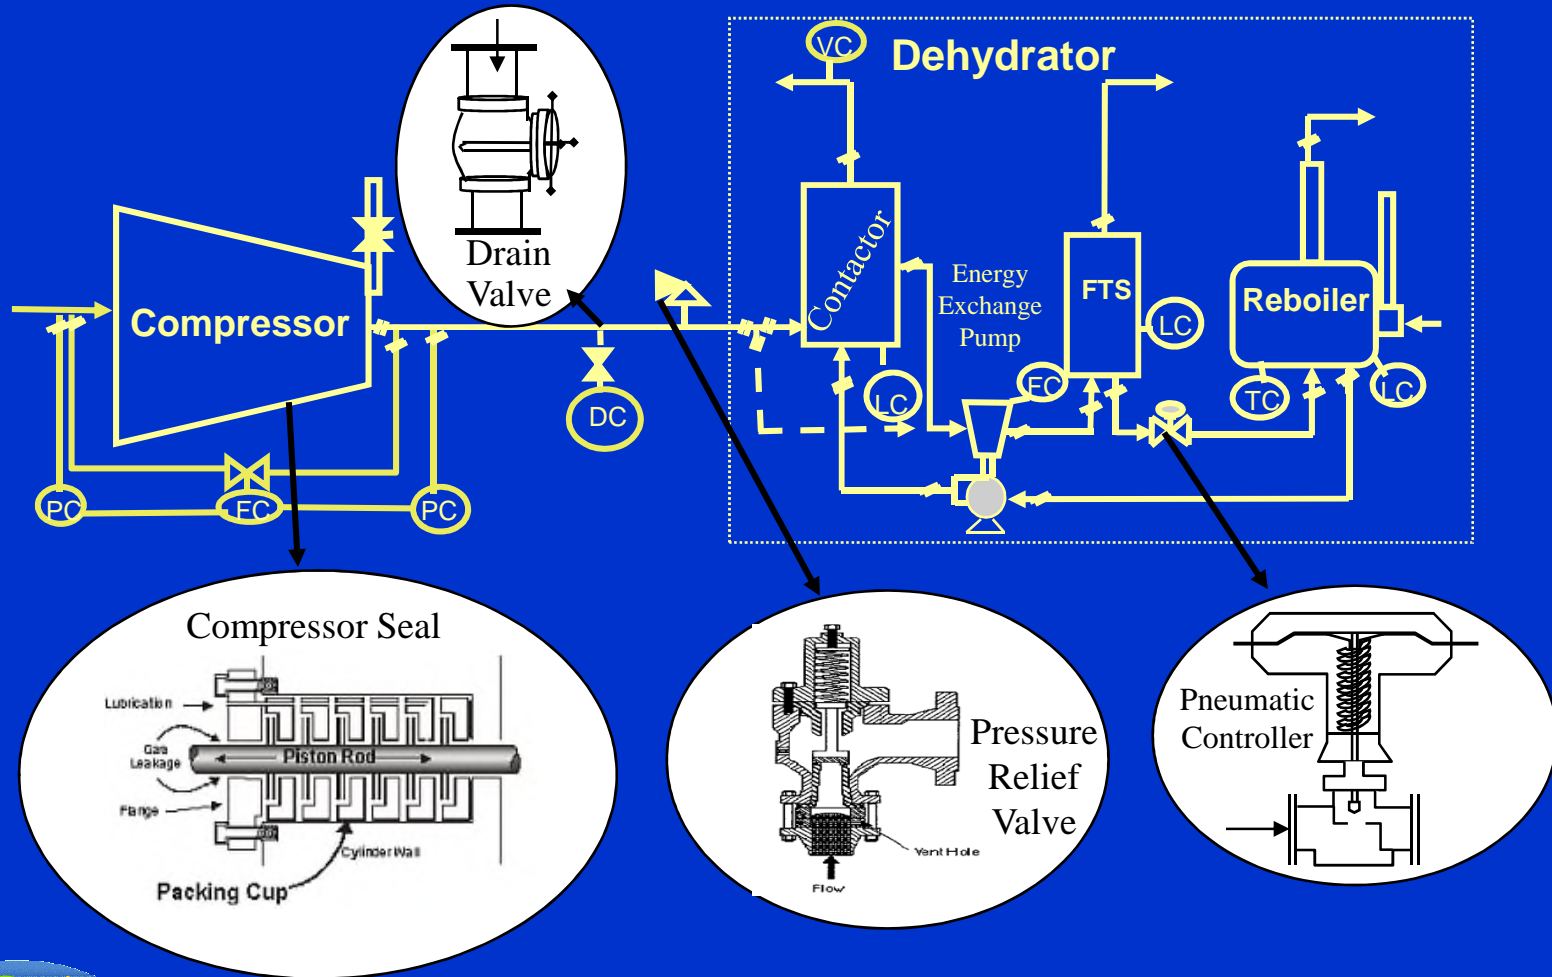 VC
Dehydrator
Drain
Valve
Compressor
Contactor
Energy
Exchange
Pump
FTS
LC
Reboiler
LC
FC
TC
LC
DC
PC
FC
PC
Compressor Seal
Lubrication
Gas
Leakage
Piston Rod
Flange
Cylinder Wall
Packing Cup
Pressure
Relief
Valve
Vent Hole
Flow
Pneumatic
Controller